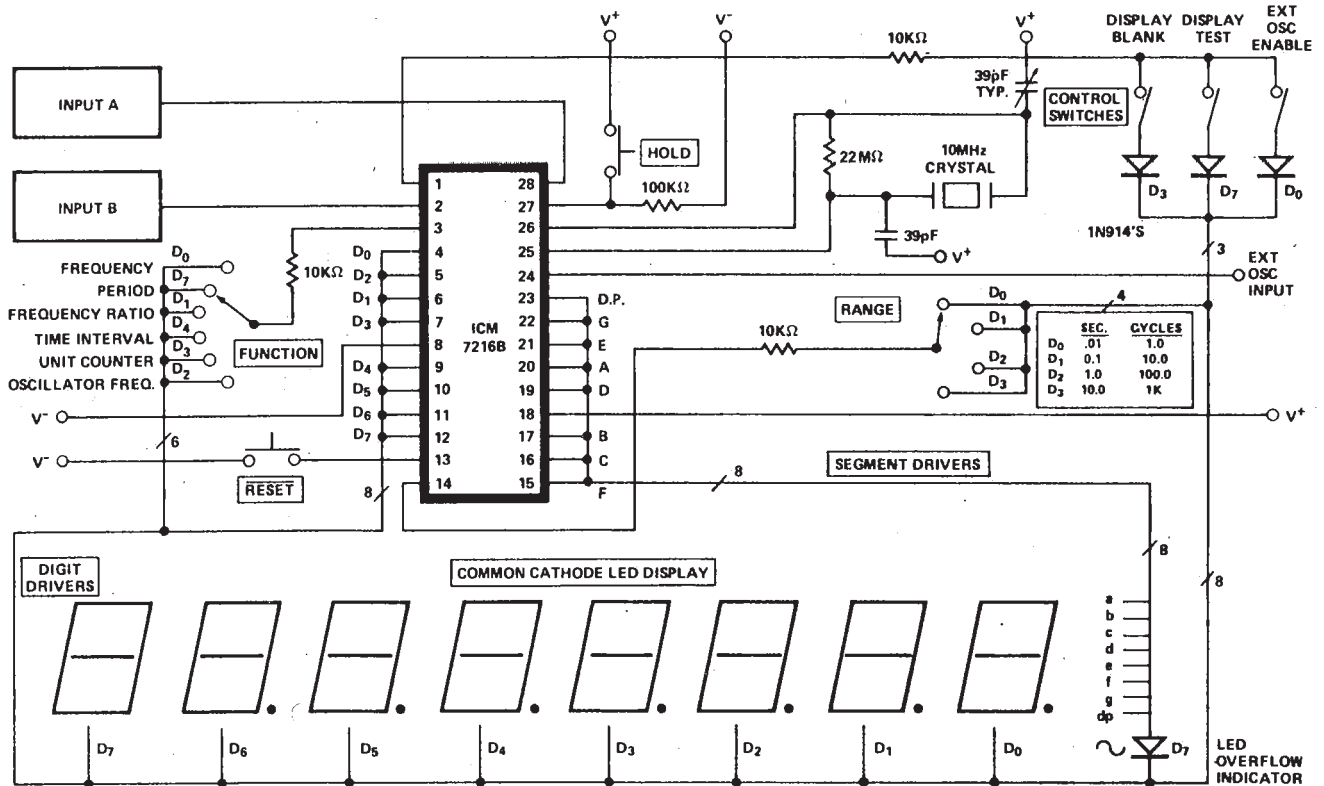 V+
V-
V+
DISPLAY BLANK
DISPLAY TEST
EXT OSC ENABLE
10KΩ
39pF TYP.
CONTROL SWITCHES
INPUT A
INPUT B
HOLD
100KΩ
22MΩ
10MHz CRYSTAL
39pF
V+
D3
D7
D0
1N914'S
3
EXT OSC INPUT
1
2
3
4
5
6
7
8
9
10
11
12
13
14
28
27
26
25
24
23
22
21
20
19
18
17
16
15
ICM 7216B
D0
D2
D1
D3
D4
D5
D6
D7
D.P.
G
E
A
D
B
C
F
FREQUENCY D0
PERIOD D7
FREQUENCY RATIO D1
TIME INTERVAL D4
UNIT COUNTER D3
OSCILLATOR FREQ. D2
10KΩ
FUNCTION
V-
V-
6
RESET
8
10KΩ
RANGE
D0
D1
D2
D3
4
SEC. CYCLES
D0 .01 1.0
D1 0.1 10.0
D2 1.0 100.0
D3 10.0 1K
V+
SEGMENT DRIVERS
8
8
8
DIGIT DRIVERS
COMMON CATHODE LED DISPLAY
a
b
c
d
e
f
g
dp
D7
D6
D5
D4
D3
D2
D1
D0
D7
LED OVERFLOW INDICATOR